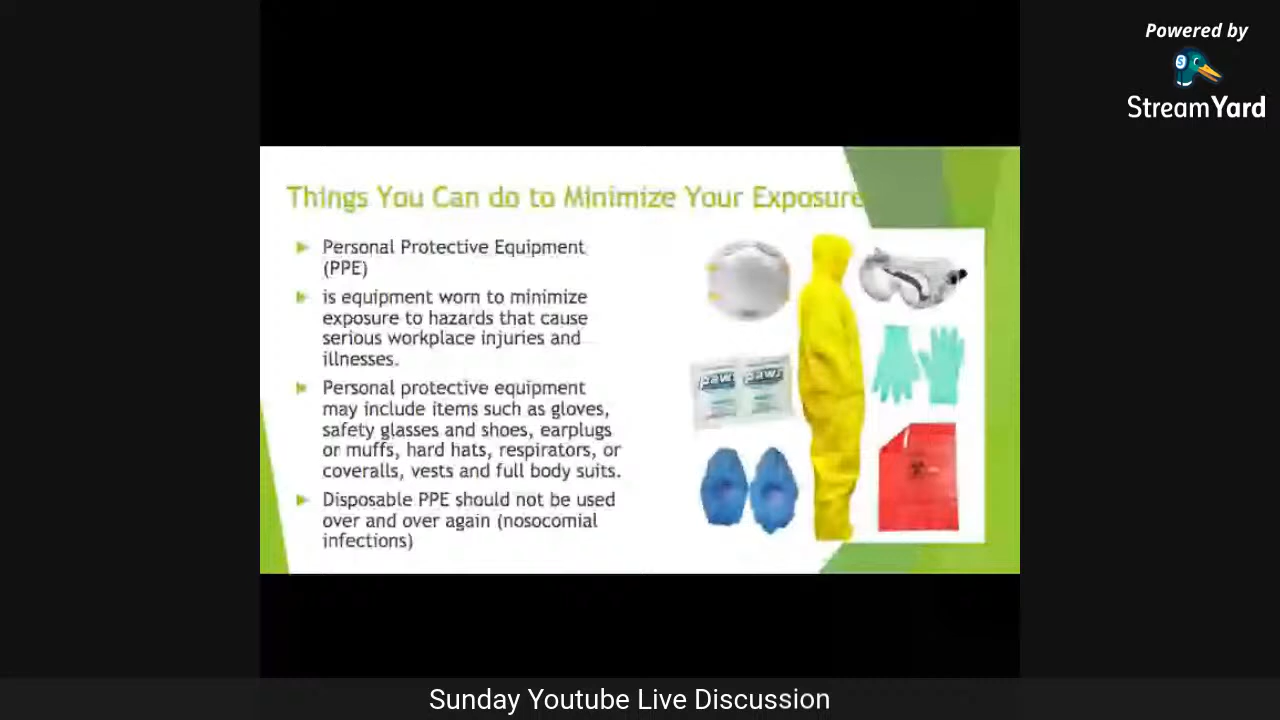 Powered by
StreamYard
Things You Can do to Minimize Your Exposure
Personal Protective Equipment
(PPE)
is equipment worn to minimize
exposure to hazards that cause
serious workplace injuries and
illnesses.
Personal protective equipment
may include items such as gloves,
safety glasses and shoes, earplugs
or muffs, hard hats, respirators, or
coveralls, vests and full body suits.
Disposable PPE should not be used
over and over again (nosocomial
infections)
paws paws
Sunday Youtube Live Discussion